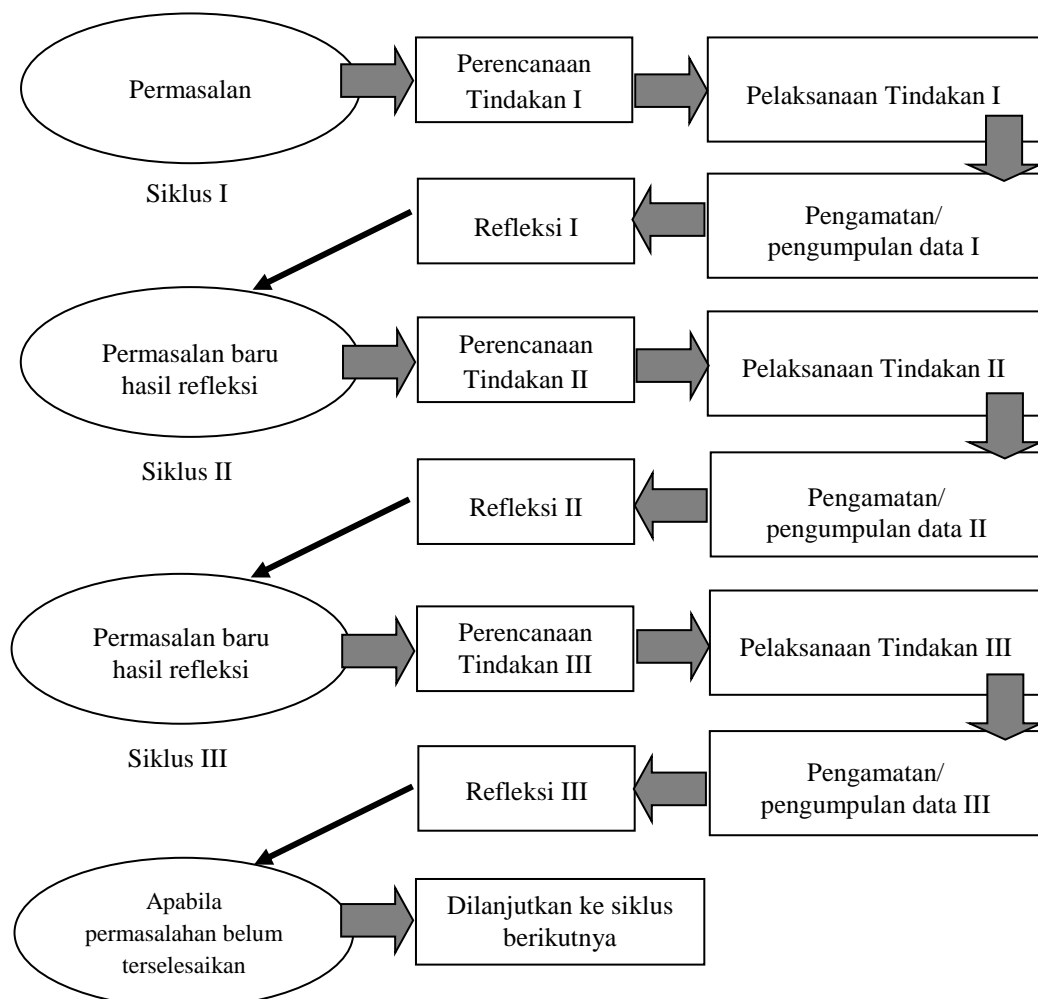 Permasalan
Perencanaan
Tindakan I
Pelaksanaan Tindakan I
Siklus I
Refleksi I
Pengamatan/
pengumpulan data I
Permasalan baru
hasil refleksi
Perencanaan
Tindakan II
Pelaksanaan Tindakan II
Siklus II
Refleksi II
Pengamatan/
pengumpulan data II
Permasalan baru
hasil refleksi
Perencanaan
Tindakan III
Pelaksanaan Tindakan III
Siklus III
Refleksi III
Pengamatan/
pengumpulan data III
Apabila
permasalahan belum
terselesaikan
Dilanjutkan ke siklus
berikutnya